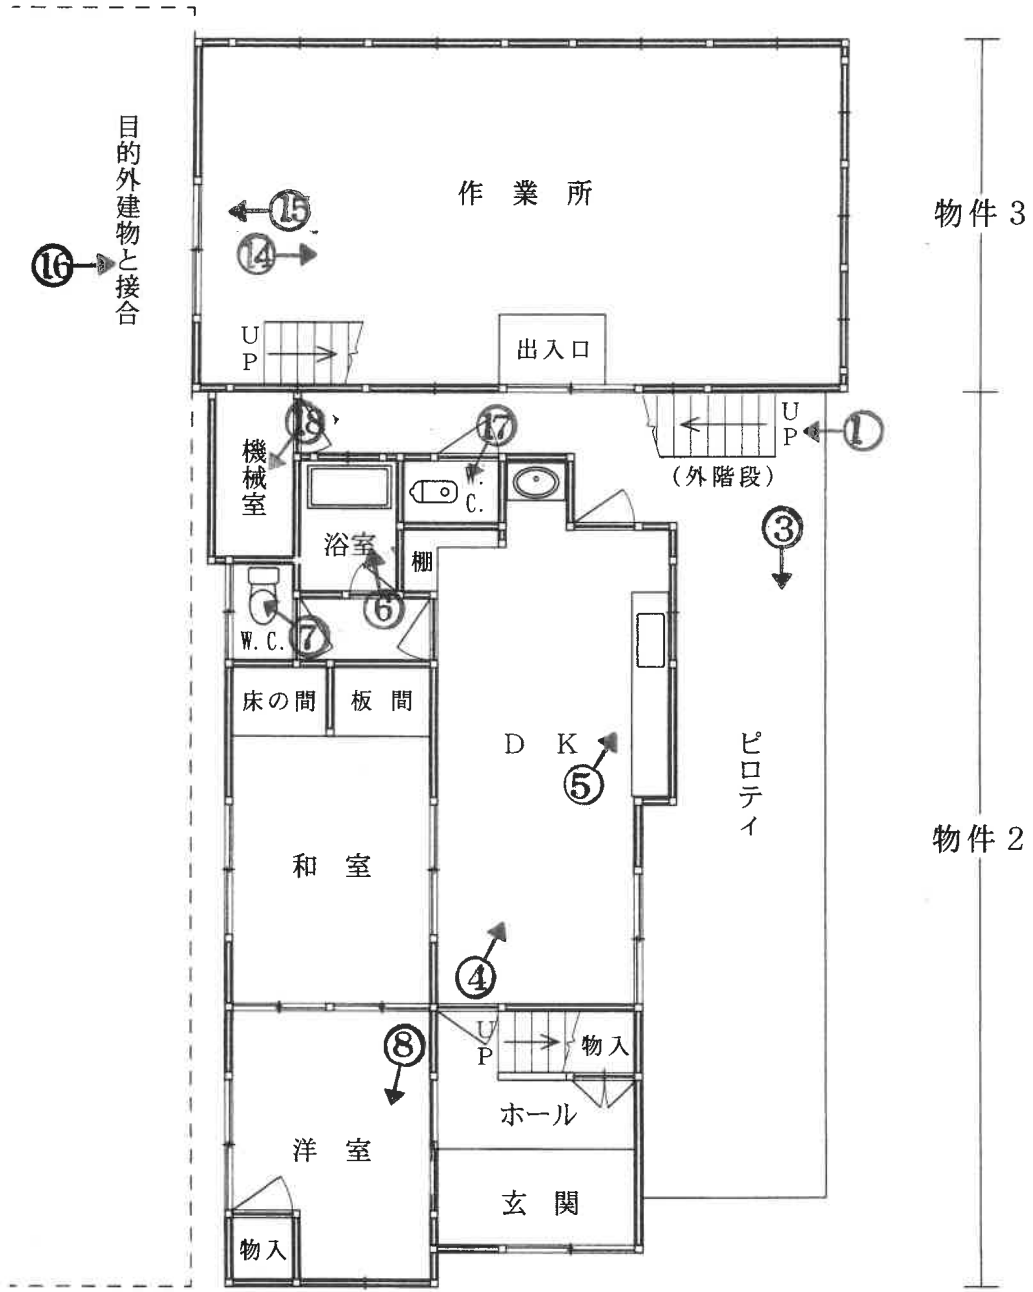 目的外建物と接合
作業所
物件3
⑮
⑭
⑯
UP
出入口
UP
①
(外階段)
⑱
⑰
機械室
C.
③
浴室
棚
⑥
⑦
W.C.
床の間
板間
DK
⑤
ピロティ
和室
物件2
④
⑧
UP
物入
ホール
洋室
玄関
物入